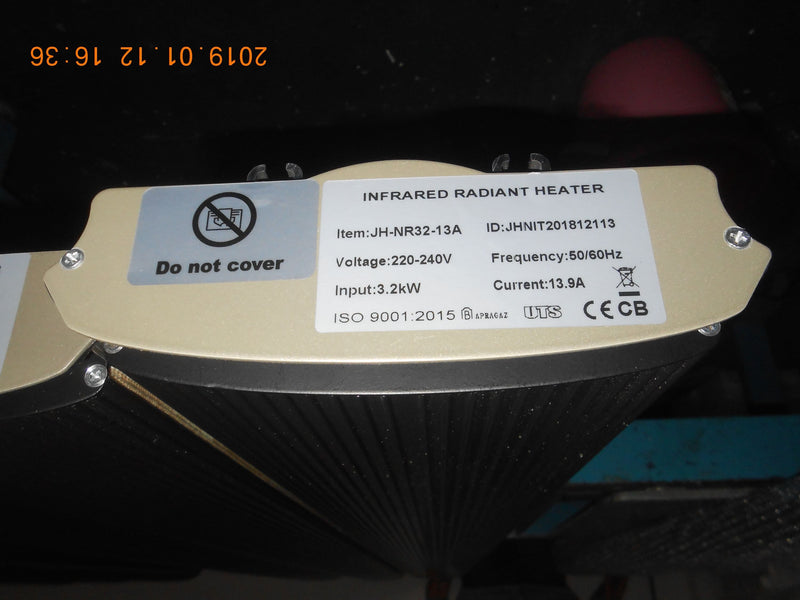 2019.01.12 16:36
Do not cover
INFRARED RADIANT HEATER
Item:JH-NR32-13A ID:JHNIT201812113
Voltage:220-240V Frequency:50/60Hz
Input:3.2kW Current:13.9A
ISO 9001:2015 B APRAGAZ UTS CE CB